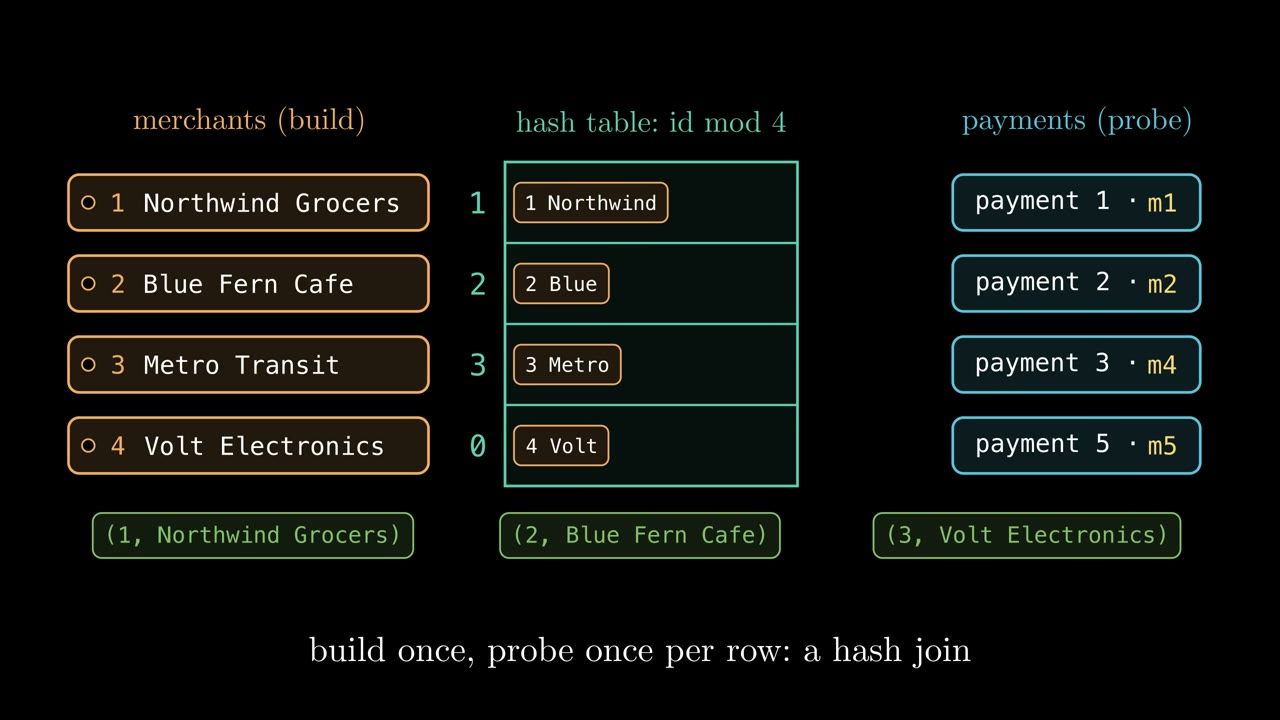 merchants (build)
hash table: id mod 4
payments (probe)
1 Northwind Grocers
2 Blue Fern Cafe
3 Metro Transit
4 Volt Electronics
1
1 Northwind
2
2 Blue
3
3 Metro
0
4 Volt
payment 1 · m1
payment 2 · m2
payment 3 · m4
payment 5 · m5
(1, Northwind Grocers)
(2, Blue Fern Cafe)
(3, Volt Electronics)
build once, probe once per row: a hash join